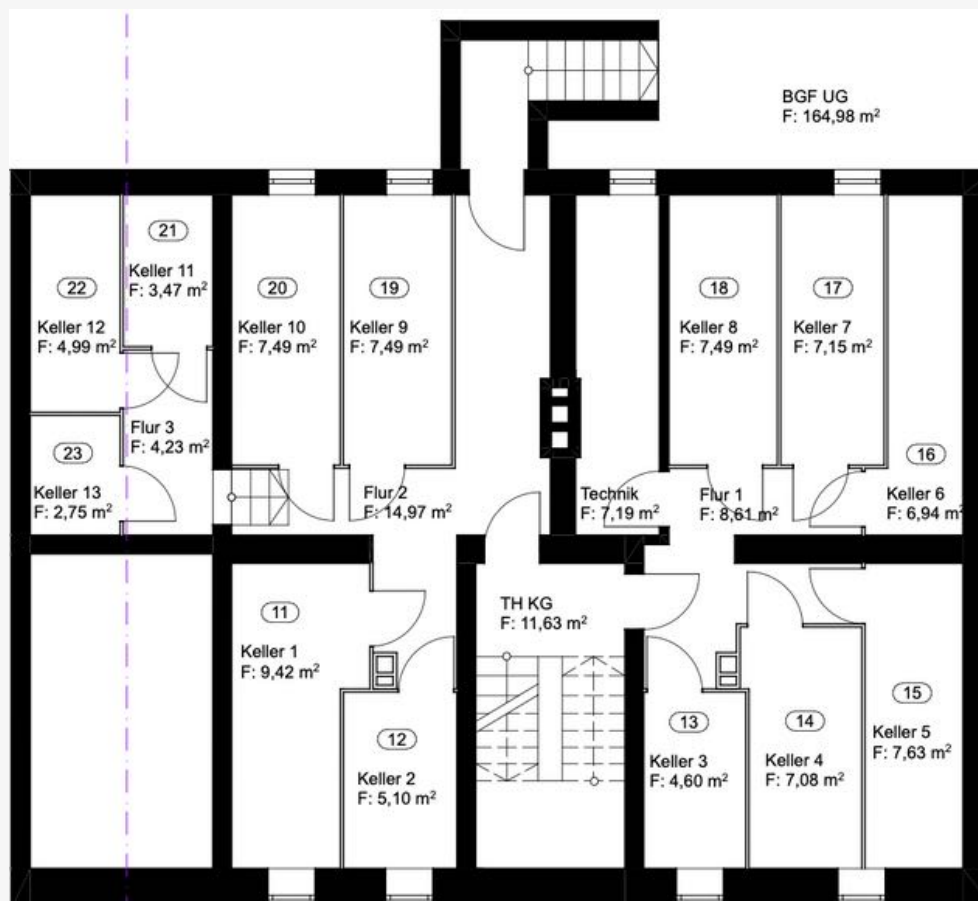 BGF UG
F: 164,98 m²
21
Keller 11
F: 3,47 m²
22
Keller 12
F: 4,99 m²
20
Keller 10
F: 7,49 m²
19
Keller 9
F: 7,49 m²
18
Keller 8
F: 7,49 m²
17
Keller 7
F: 7,15 m²
Flur 3
F: 4,23 m²
23
Keller 13
F: 2,75 m²
Flur 2
F: 14,97 m²
Technik
F: 7,19 m²
Flur 1
F: 8,61 m²
16
Keller 6
F: 6,94 m²
11
Keller 1
F: 9,42 m²
TH KG
F: 11,63 m²
12
Keller 2
F: 5,10 m²
13
Keller 3
F: 4,60 m²
14
Keller 4
F: 7,08 m²
15
Keller 5
F: 7,63 m²